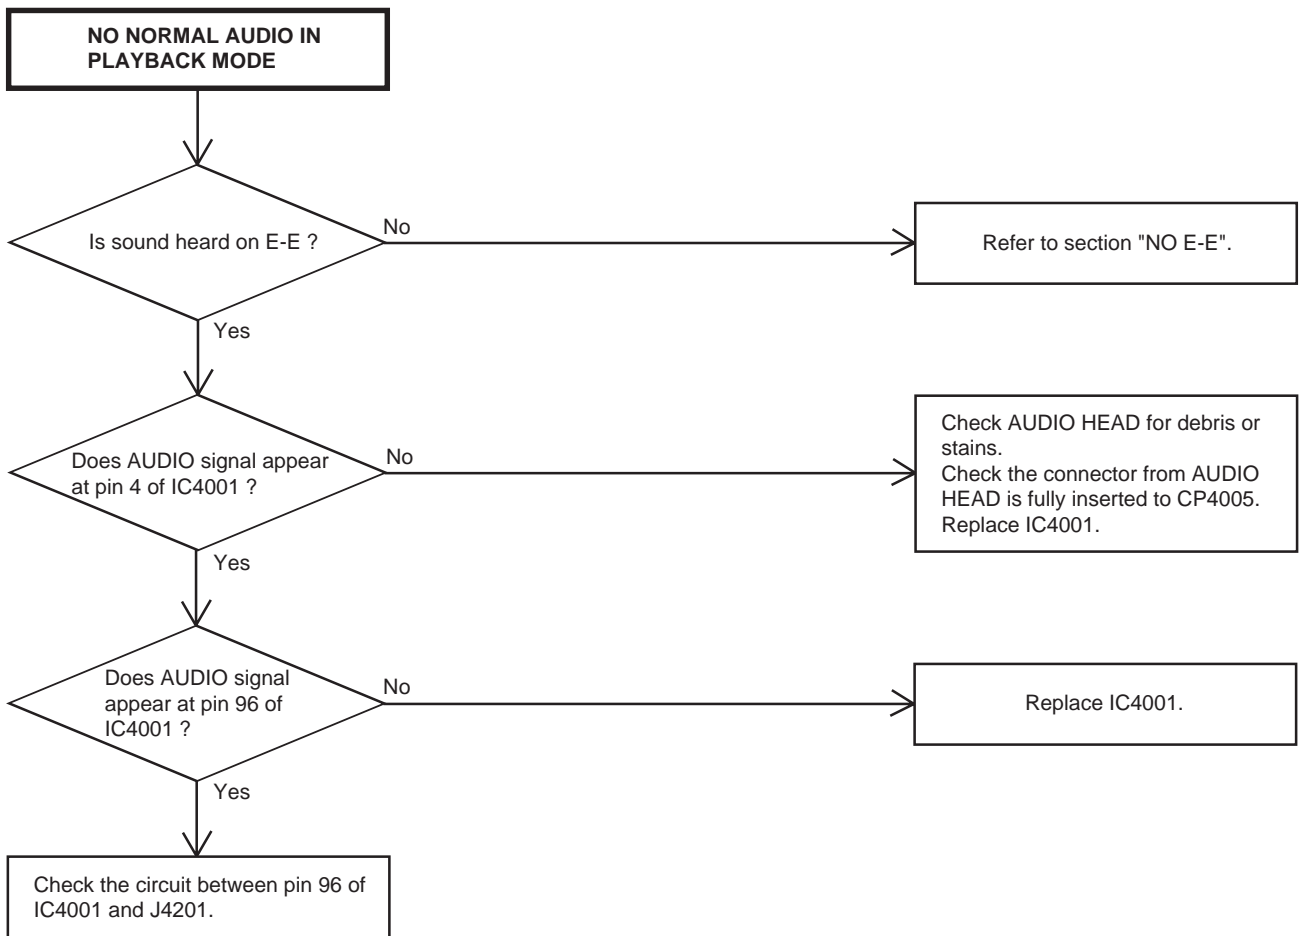 NO NORMAL AUDIO IN
PLAYBACK MODE
Is sound heard on E-E ?
No
Refer to section "NO E-E".
Yes
Does AUDIO signal appear
at pin 4 of IC4001 ?
No
Check AUDIO HEAD for debris or
stains.
Check the connector from AUDIO
HEAD is fully inserted to CP4005.
Replace IC4001.
Yes
Does AUDIO signal
appear at pin 96 of
IC4001 ?
No
Replace IC4001.
Yes
Check the circuit between pin 96 of
IC4001 and J4201.